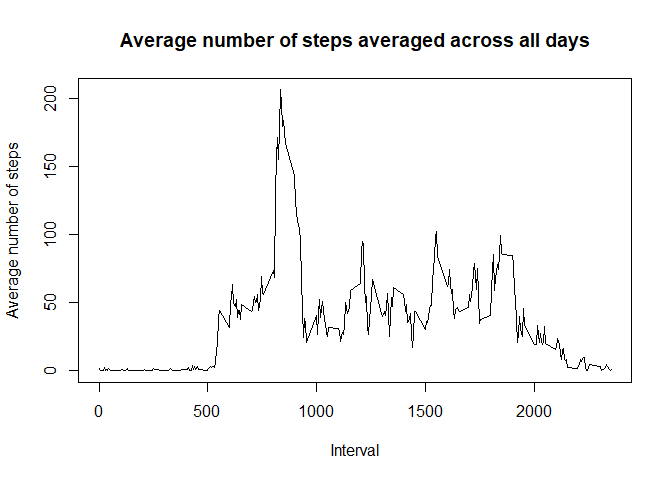 Average number of steps averaged across all days
Average number of steps
200
150
100
50
0
0 500 1000 1500 2000
Interval